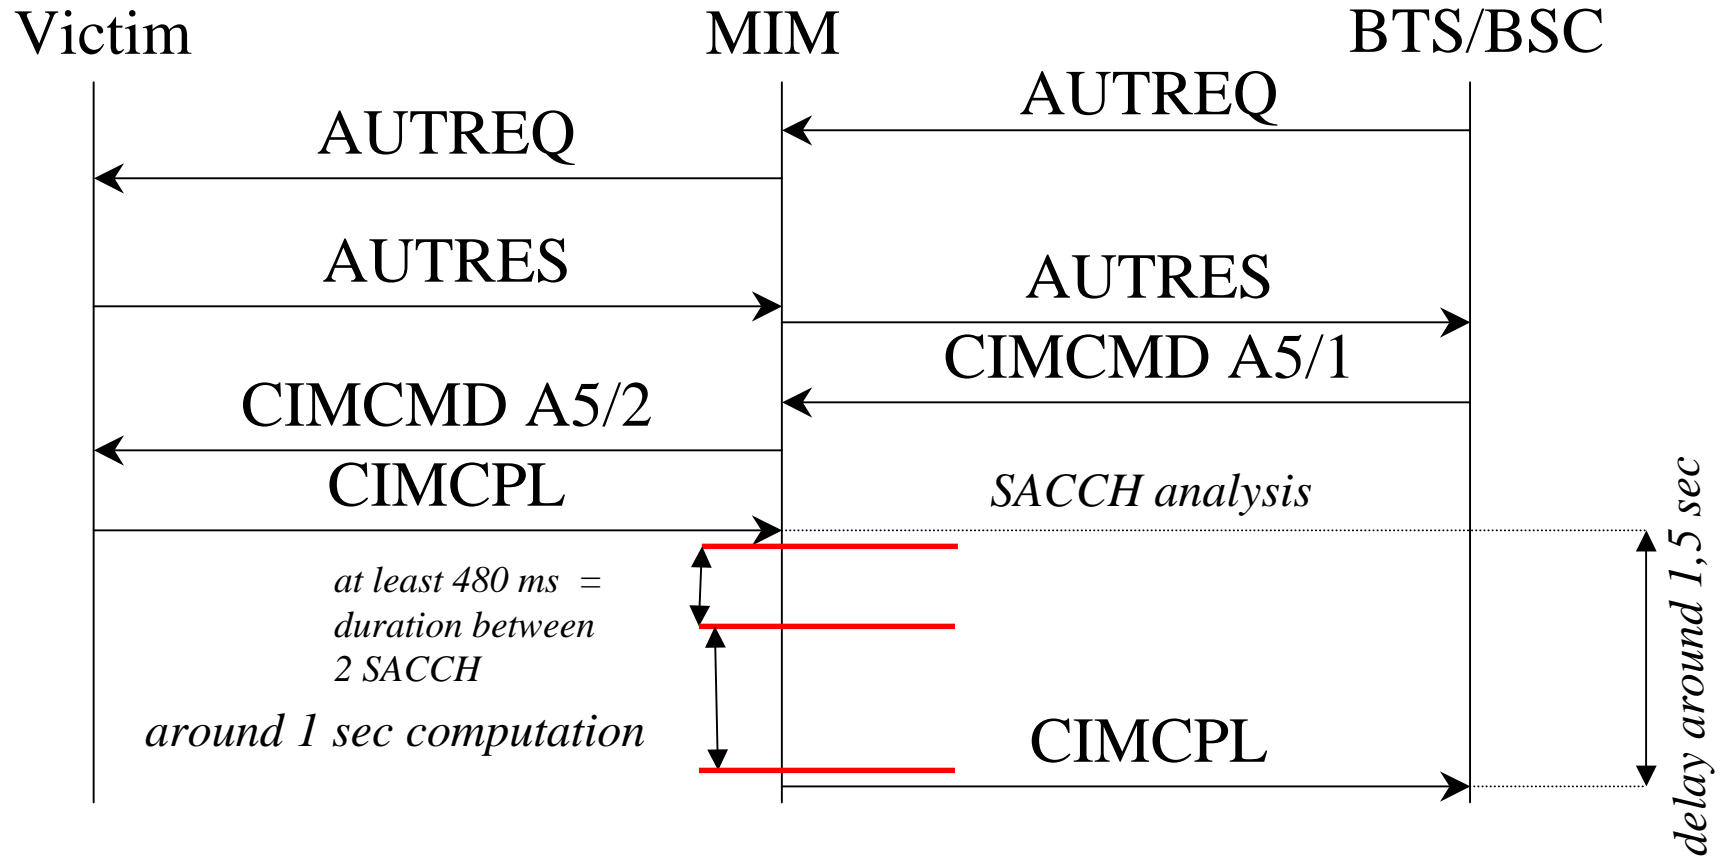 Victim
MIM
BTS/BSC
AUTREQ
AUTREQ
AUTRES
AUTRES
CIMCMD A5/1
CIMCMD A5/2
CIMCPL
SACCH analysis
at least 480 ms =
duration between
2 SACCH
around 1 sec computation
CIMCPL
delay around 1,5 sec